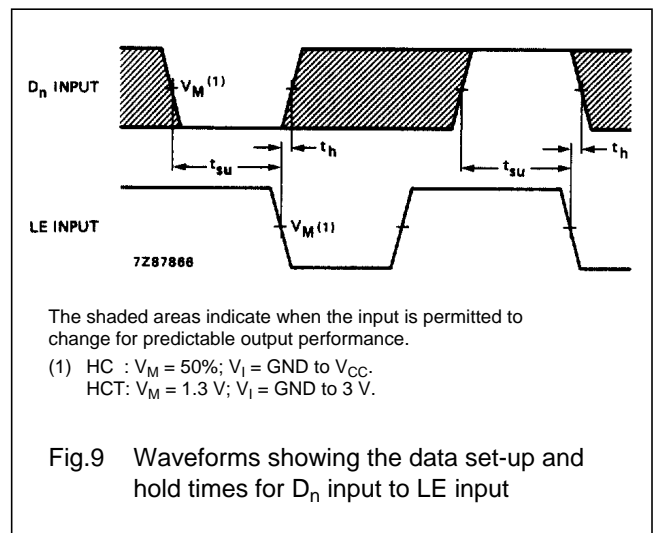 Dn INPUT
VM(1)
th
tsu
tsu
th
LE INPUT
VM(1)
7Z87866
The shaded areas indicate when the input is permitted to
change for predictable output performance.
(1) HC : VM = 50%; VI = GND to VCC.
HCT: VM = 1.3 V; VI = GND to 3 V.
Fig.9 Waveforms showing the data set-up and
hold times for Dn input to LE input